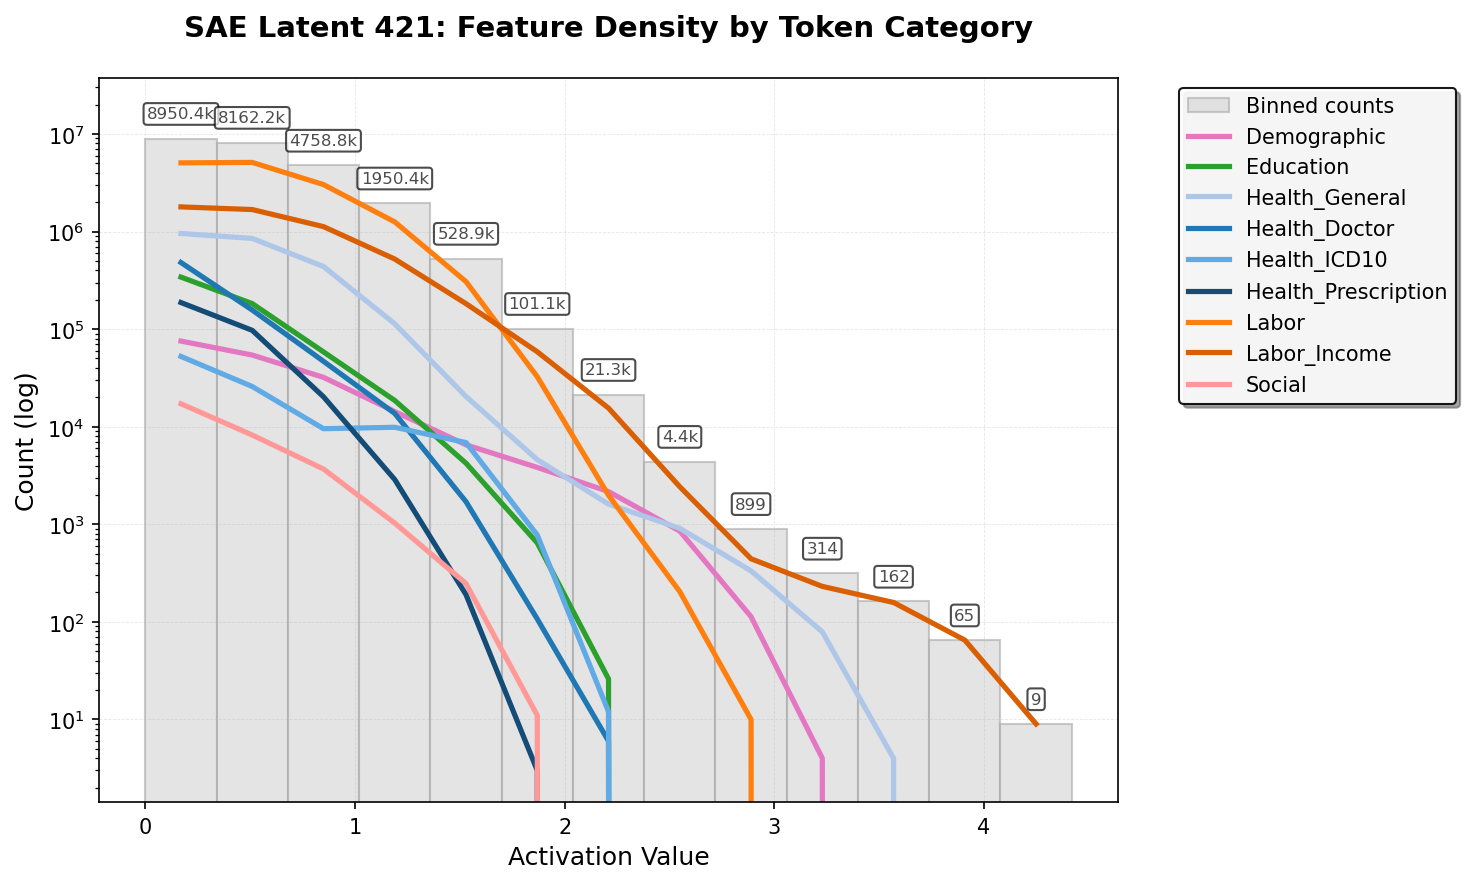 SAE Latent 421: Feature Density by Token Category
8950.4k
8162.2k
4758.8k
1950.4k
528.9k
101.1k
21.3k
4.4k
899
314
162
65
9
Count (log)
10⁷
10⁶
10⁵
10⁴
10³
10²
10¹
0
1
2
3
4
Activation Value
Binned counts
Demographic
Education
Health_General
Health_Doctor
Health_ICD10
Health_Prescription
Labor
Labor_Income
Social